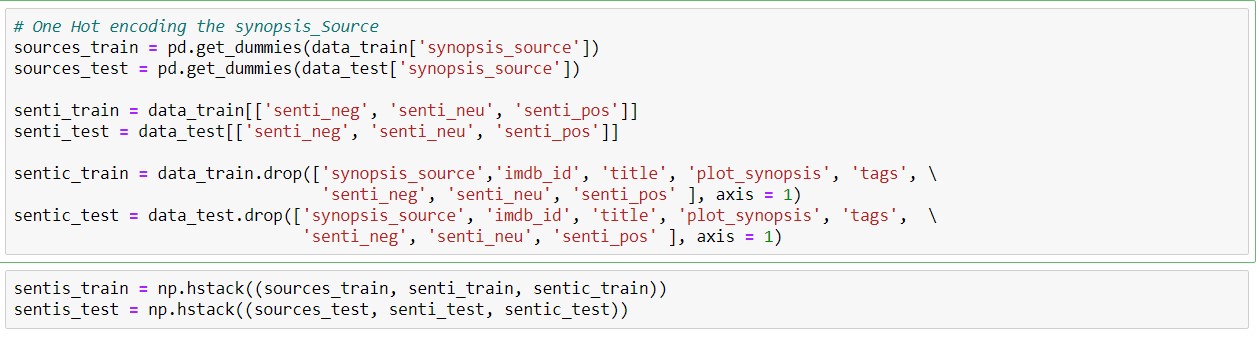 # One Hot encoding the synopsis_Source
sources_train = pd.get_dummies(data_train['synopsis_source'])
sources_test = pd.get_dummies(data_test['synopsis_source'])
senti_train = data_train[['senti_neg', 'senti_neu', 'senti_pos']]
senti_test = data_test[['senti_neg', 'senti_neu', 'senti_pos']]
sentic_train = data_train.drop(['synopsis_source','imdb_id', 'title', 'plot_synopsis', 'tags', \
'senti_neg', 'senti_neu', 'senti_pos' ], axis = 1)
sentic_test = data_test.drop(['synopsis_source', 'imdb_id', 'title', 'plot_synopsis', 'tags',  \
'senti_neg', 'senti_neu', 'senti_pos' ], axis = 1)
sentis_train = np.hstack((sources_train, senti_train, sentic_train))
sentis_test = np.hstack((sources_test, senti_test, sentic_test))